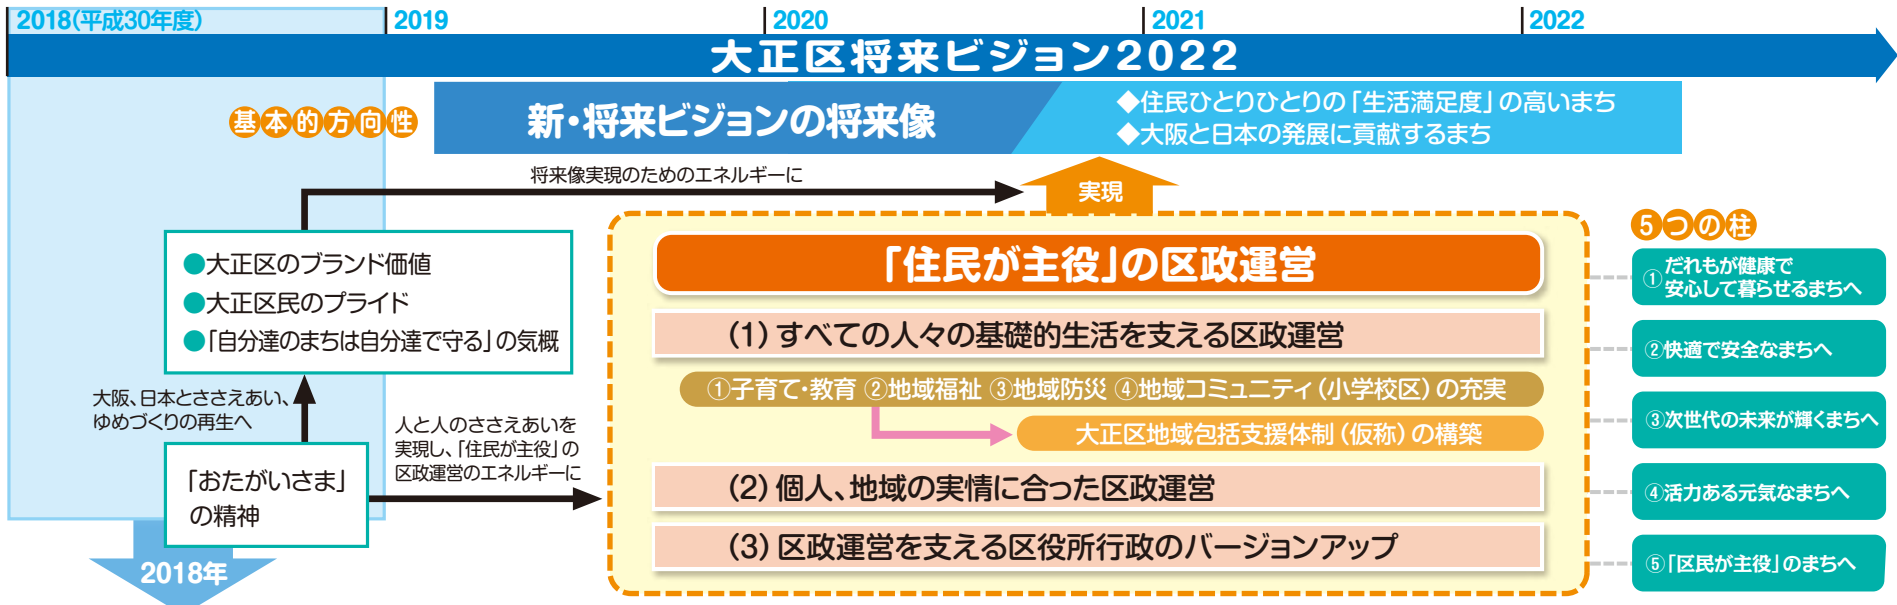 2018(平成30年度)
2019
2020
2021
2022
大正区将来ビジョン2022
基本的方向性
新・将来ビジョンの将来像
◆住民ひとりひとりの「生活満足度」の高いまち
◆大阪と日本の発展に貢献するまち
将来像実現のためのエネルギーに
実現
●大正区のブランド価値
●大正区民のプライド
●「自分達のまちは自分達で守る」の気概
大阪、日本とささえあい、
ゆめづくりの再生へ
人と人のささえあいを
実現し、「住民が主役」の
区政運営のエネルギーに
「おたがいさま」
の精神
2018年
「住民が主役」の区政運営
(1)すべての人々の基礎的生活を支える区政運営
①子育て・教育 ②地域福祉 ③地域防災 ④地域コミュニティ(小学校区)の充実
大正区地域包括支援体制(仮称)の構築
(2)個人、地域の実情に合った区政運営
(3)区政運営を支える区役所行政のバージョンアップ
5つの柱
①だれもが健康で
安心して暮らせるまちへ
②快適で安全なまちへ
③次世代の未来が輝くまちへ
④活力ある元気なまちへ
⑤「区民が主役」のまちへ